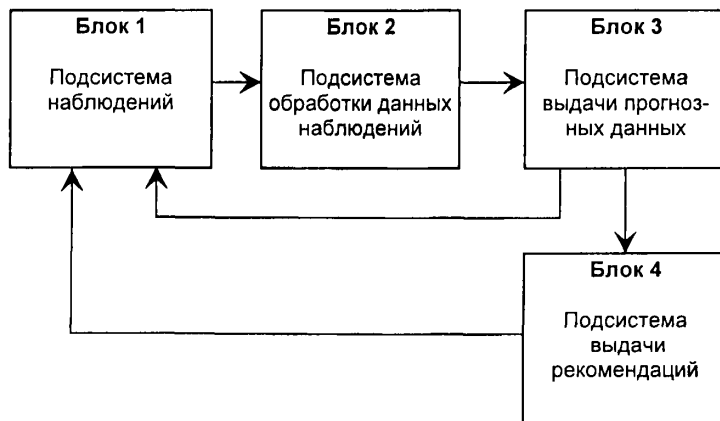 Блок 1
Подсистема
наблюдений
Блок 2
Подсистема
обработки данных
наблюдений
Блок 3
Подсистема
выдачи прогноз-
ных данных
Блок 4
Подсистема
выдачи
рекомендаций